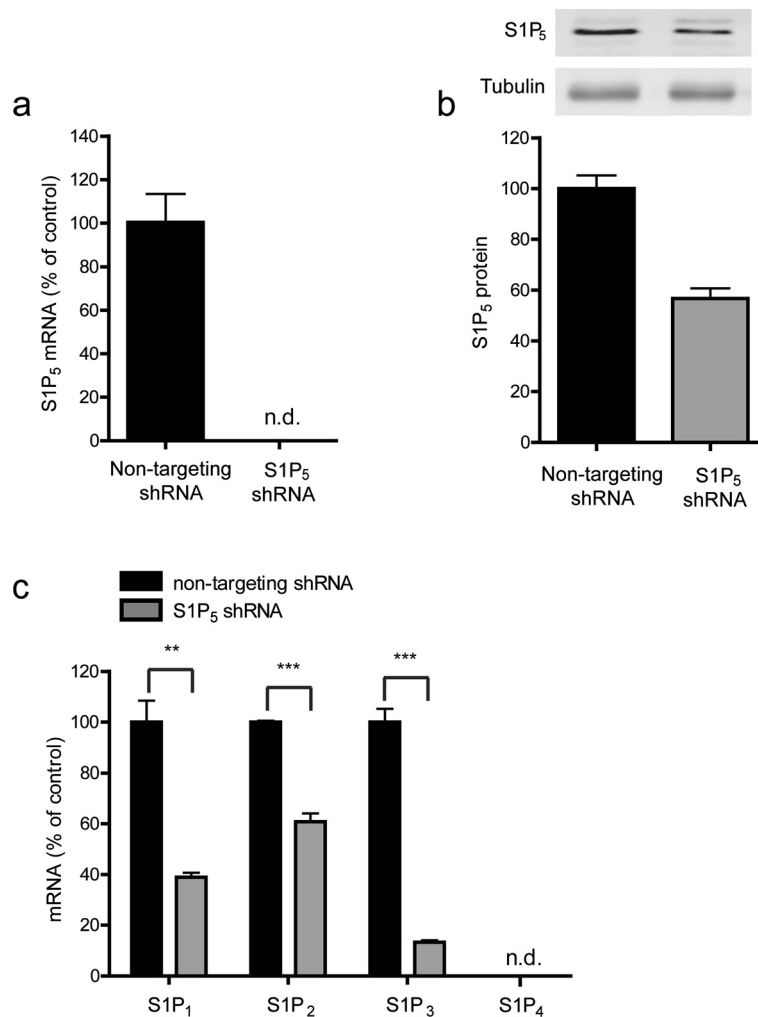 a
140
120
100
80
60
40
20
0
S1P5 mRNA (% of control)
n.d.
Non-targeting
shRNA
S1P5
shRNA
S1P5
Tubulin
b
120
100
80
60
40
20
0
S1P5 protein
Non-targeting
shRNA
S1P5
shRNA
c
non-targeting shRNA
S1P5 shRNA
120
100
80
60
40
20
0
mRNA (% of control)
**
***
***
n.d.
S1P1
S1P2
S1P3
S1P4